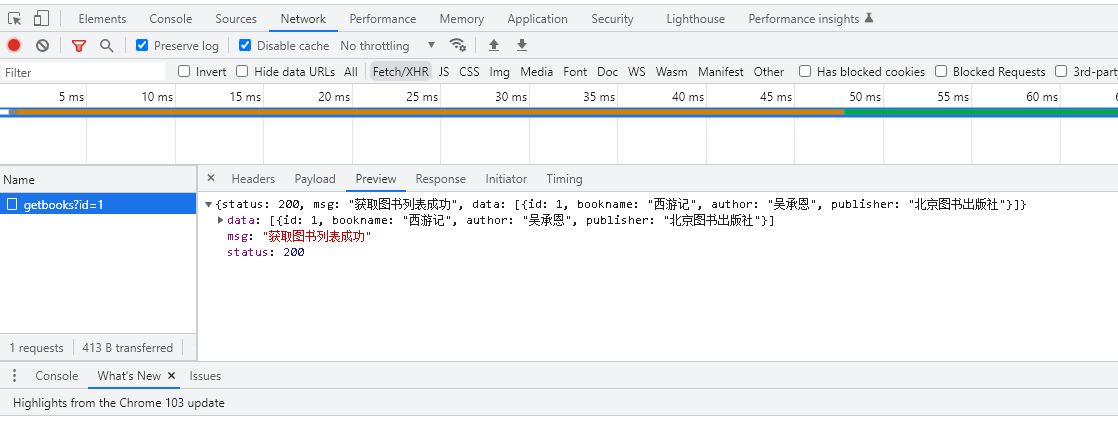 Elements Console Sources Network Performance Memory Application Security Lighthouse Performance insights
Preserve log Disable cache No throttling
Filter Invert Hide data URLs All Fetch/XHR JS CSS Img Media Font Doc WS Wasm Manifest Other Has blocked cookies Blocked Requests 3rd-party
5 ms 10 ms 15 ms 20 ms 25 ms 30 ms 35 ms 40 ms 45 ms 50 ms 55 ms 60 ms
Name × Headers Payload Preview Response Initiator Timing
getbooks?id=1
{status: 200, msg: "获取图书列表成功", data: [{id: 1, bookname: "西游记", author: "吴承恩", publisher: "北京图书出版社"}]}
data: [{id: 1, bookname: "西游记", author: "吴承恩", publisher: "北京图书出版社"}]
msg: "获取图书列表成功"
status: 200
1 requests 413 B transferred
Console What's New × Issues
Highlights from the Chrome 103 update